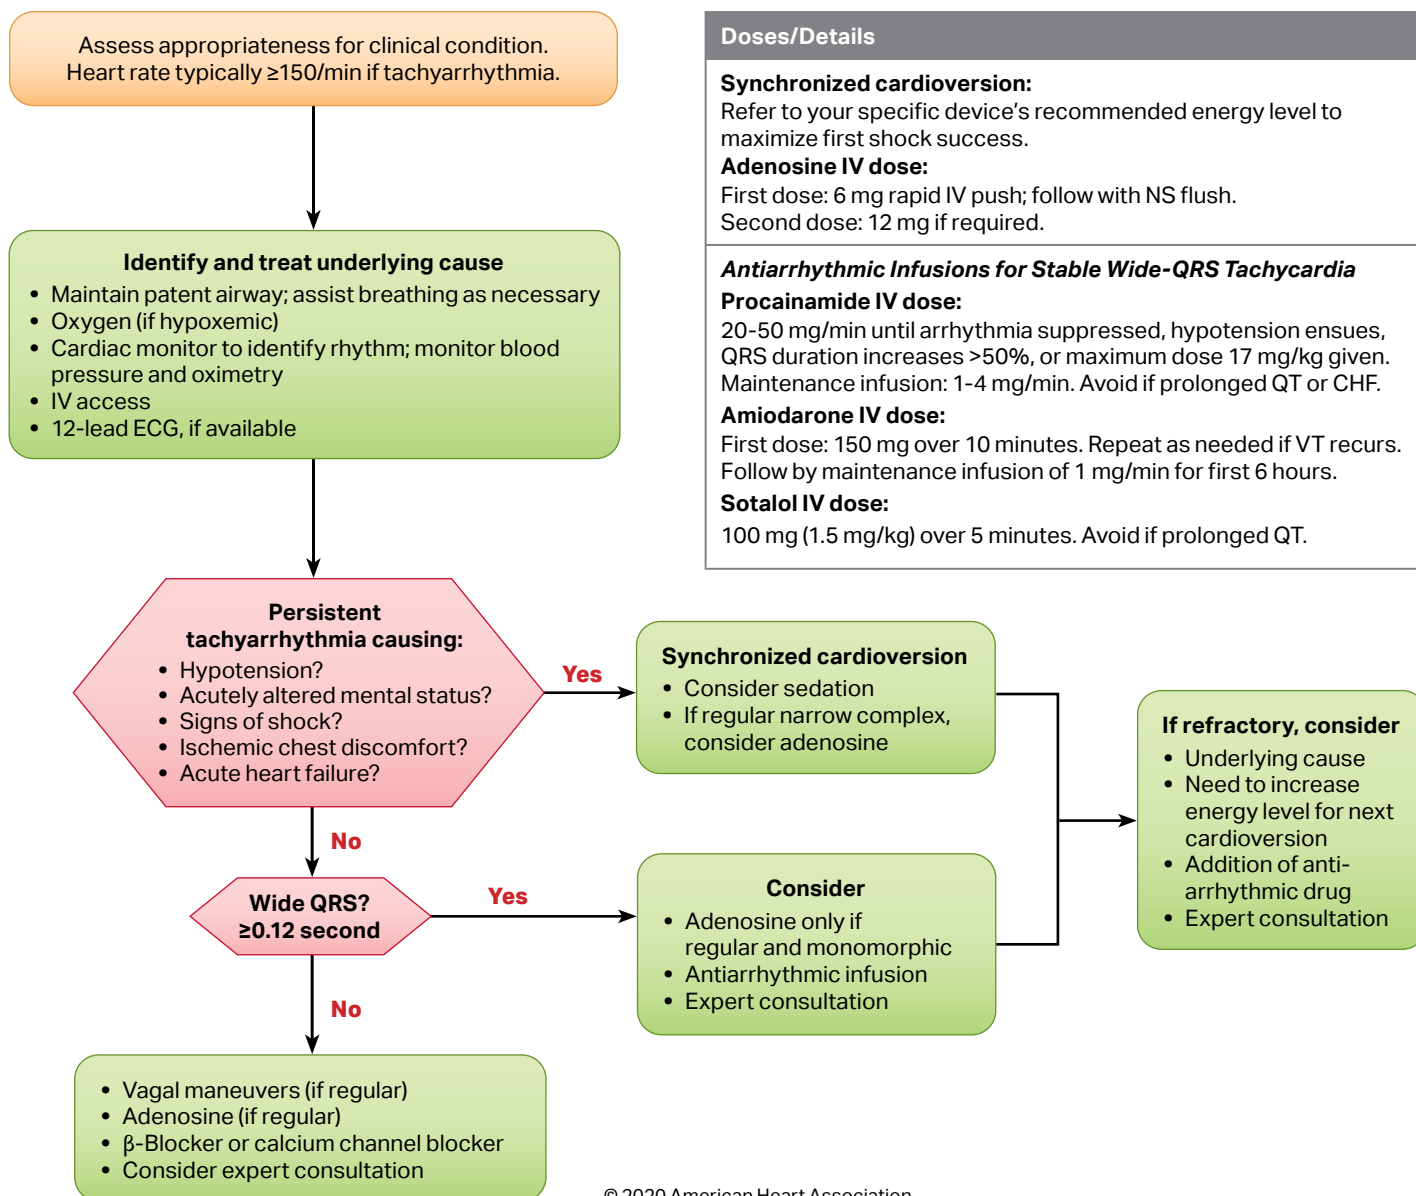 Assess appropriateness for clinical condition.
Heart rate typically ≥150/min if tachyarrhythmia.
Identify and treat underlying cause
• Maintain patent airway; assist breathing as necessary
• Oxygen (if hypoxemic)
• Cardiac monitor to identify rhythm; monitor blood
pressure and oximetry
• IV access
• 12-lead ECG, if available
Doses/Details
Synchronized cardioversion:
Refer to your specific device's recommended energy level to
maximize first shock success.
Adenosine IV dose:
First dose: 6 mg rapid IV push; follow with NS flush.
Second dose: 12 mg if required.
Antiarrhythmic Infusions for Stable Wide-QRS Tachycardia
Procainamide IV dose:
20-50 mg/min until arrhythmia suppressed, hypotension ensues,
QRS duration increases >50%, or maximum dose 17 mg/kg given.
Maintenance infusion: 1-4 mg/min. Avoid if prolonged QT or CHF.
Amiodarone IV dose:
First dose: 150 mg over 10 minutes. Repeat as needed if VT recurs.
Follow by maintenance infusion of 1 mg/min for first 6 hours.
Sotalol IV dose:
100 mg (1.5 mg/kg) over 5 minutes. Avoid if prolonged QT.
Persistent
tachyarrhythmia causing:
• Hypotension?
• Acutely altered mental status?
• Signs of shock?
• Ischemic chest discomfort?
• Acute heart failure?
Yes
Synchronized cardioversion
• Consider sedation
• If regular narrow complex,
consider adenosine
If refractory, consider
• Underlying cause
• Need to increase
energy level for next
cardioversion
• Addition of anti-
arrhythmic drug
• Expert consultation
No
Wide QRS?
≥0.12 second
Yes
Consider
• Adenosine only if
regular and monomorphic
• Antiarrhythmic infusion
• Expert consultation
No
• Vagal maneuvers (if regular)
• Adenosine (if regular)
• β-Blocker or calcium channel blocker
• Consider expert consultation
© 2020 American Heart Association